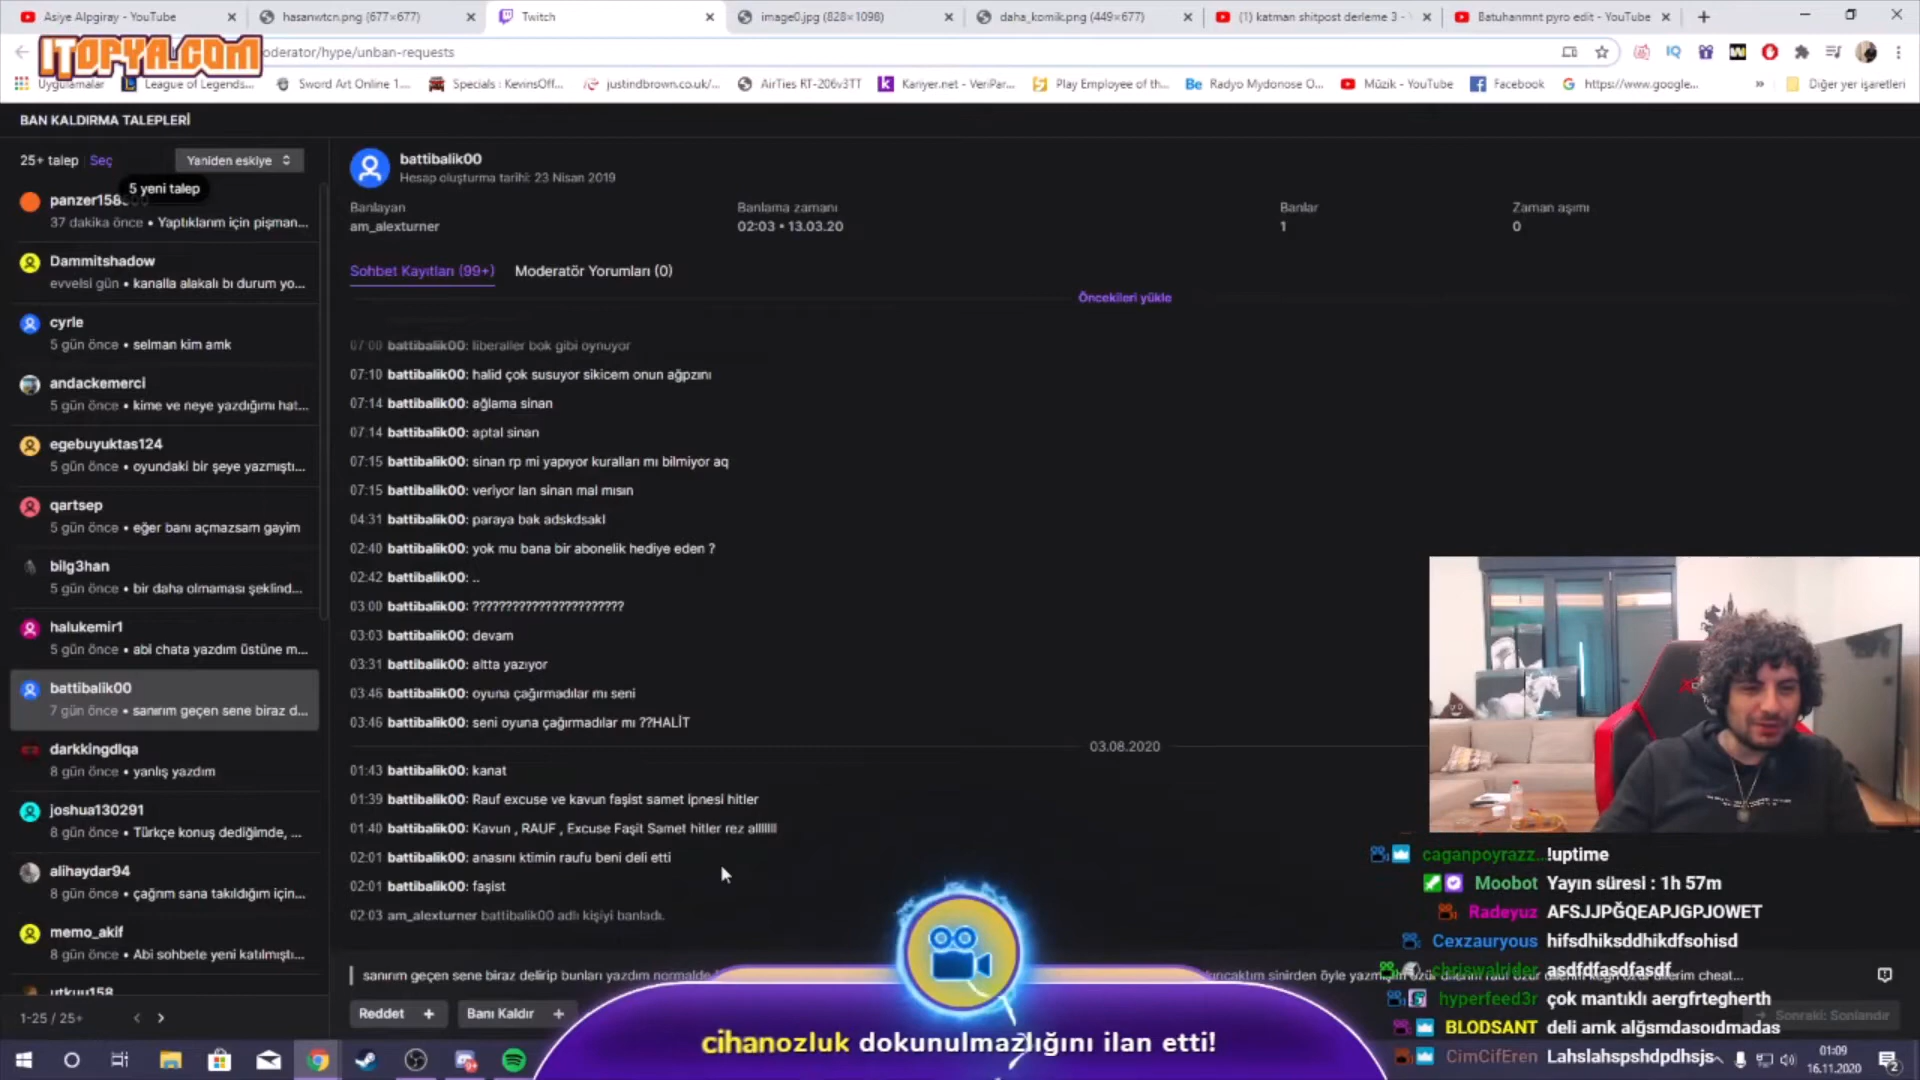 Asiye Alpgiray - YouTube
hasanwtcn.png (677×677)
Twitch
image0.jpg (828×1098)
daha_komik.png (449×677)
(1) katman shitpost derleme 3 -
Batuhanmnt pyro edit - YouTube
ITOPYA.COM
oderator/hype/unban-requests
Uygulamalar
League of Legends...
Sword Art Online 1...
Specials : KevinsOff...
justindbrown.co.uk/...
AirTies RT-206v3TT
Kariyer.net - VeriPar...
Play Employee of th...
Radyo Mydonose O...
Müzik - YouTube
Facebook
https://www.google...
Diğer yer işaretleri
BAN KALDIRMA TALEPLERİ
25+ talep
Seç
Yeniden eskiye
5 yeni talep
panzer158
37 dakika önce • Yaptıklarım için pişman...
Dammitshadow
evvelsi gün • kanalla alakalı bı durum yo...
cyrle
5 gün önce • selman kim amk
andackemerci
5 gün önce • kime ve neye yazdığımı hat...
egebuyuktas124
5 gün önce • oyundaki bir şeye yazmıştı...
qartsep
5 gün önce • eğer banı açmazsam gayim
bilg3han
5 gün önce • bir daha olmaması şeklind...
halukemir1
5 gün önce • abi chata yazdım üstüne m...
battibalik00
7 gün önce • sanırım geçen sene biraz d...
darkkingdlqa
8 gün önce • yanlış yazdım
joshua130291
8 gün önce • Türkçe konuş dediğimde, ...
alihaydar94
8 gün önce • çağrım sana takıldığım için...
memo_akif
8 gün önce • Abi sohbete yeni katılmıştı...
utkuu158
1-25 / 25+
battibalik00
Hesap oluşturma tarihi: 23 Nisan 2019
Banlayan
am_alexturner
Banlama zamanı
02:03 • 13.03.20
Banlar
1
Zaman aşımı
0
Sohbet Kayıtları (99+)
Moderatör Yorumları (0)
Öncekileri yükle
07:00 battibalik00: liberaller bok gibi oynuyor
07:10 battibalik00: halid çok susuyor sikicem onun ağpzını
07:14 battibalik00: ağlama sinan
07:14 battibalik00: aptal sinan
07:15 battibalik00: sinan rp mi yapıyor kuralları mı bilmiyor aq
07:15 battibalik00: veriyor lan sinan mal mısın
04:31 battibalik00: paraya bak adskdsakl
02:40 battibalik00: yok mu bana bir abonelik hediye eden ?
02:42 battibalik00: ..
03:00 battibalik00: ???????????????????????
03:03 battibalik00: devam
03:31 battibalik00: altta yazıyor
03:46 battibalik00: oyuna çağırmadılar mı seni
03:46 battibalik00: seni oyuna çağırmadılar mı ??HALİT
03.08.2020
01:43 battibalik00: kanat
01:39 battibalik00: Rauf excuse ve kavun faşist samet ipnesi hitler
01:40 battibalik00: Kavun , RAUF , Excuse Faşit Samet hitler rez alllllll
02:01 battibalik00: anasını ktimin raufu beni deli etti
02:01 battibalik00: faşist
02:03 am_alexturner battibalik00 adlı kişiyi banladı.
sanırım geçen sene biraz delirip bunları yazdım normalde
sinirden öyle
cheat...
Reddet
Banı Kaldır
Sonraki: Sonlandır
caganpoyrazz... !uptime
Moobot Yayın süresi : 1h 57m
Radeyuz AFSJJPĞQEAPJGPJOWET
Cexzauryous hifsdhiksddhikdfsohisd
chriswalrider asdfdfasdfasdf
hyperfeed3r çok mantıklı aergfrtegherth
BLODSANT deli amk alğsmdasoıdmadas
CimCifEren Lahslahspshdpdhsjs
cihanozluk dokunulmazlığını ilan etti!
01:09
16.11.2020
2